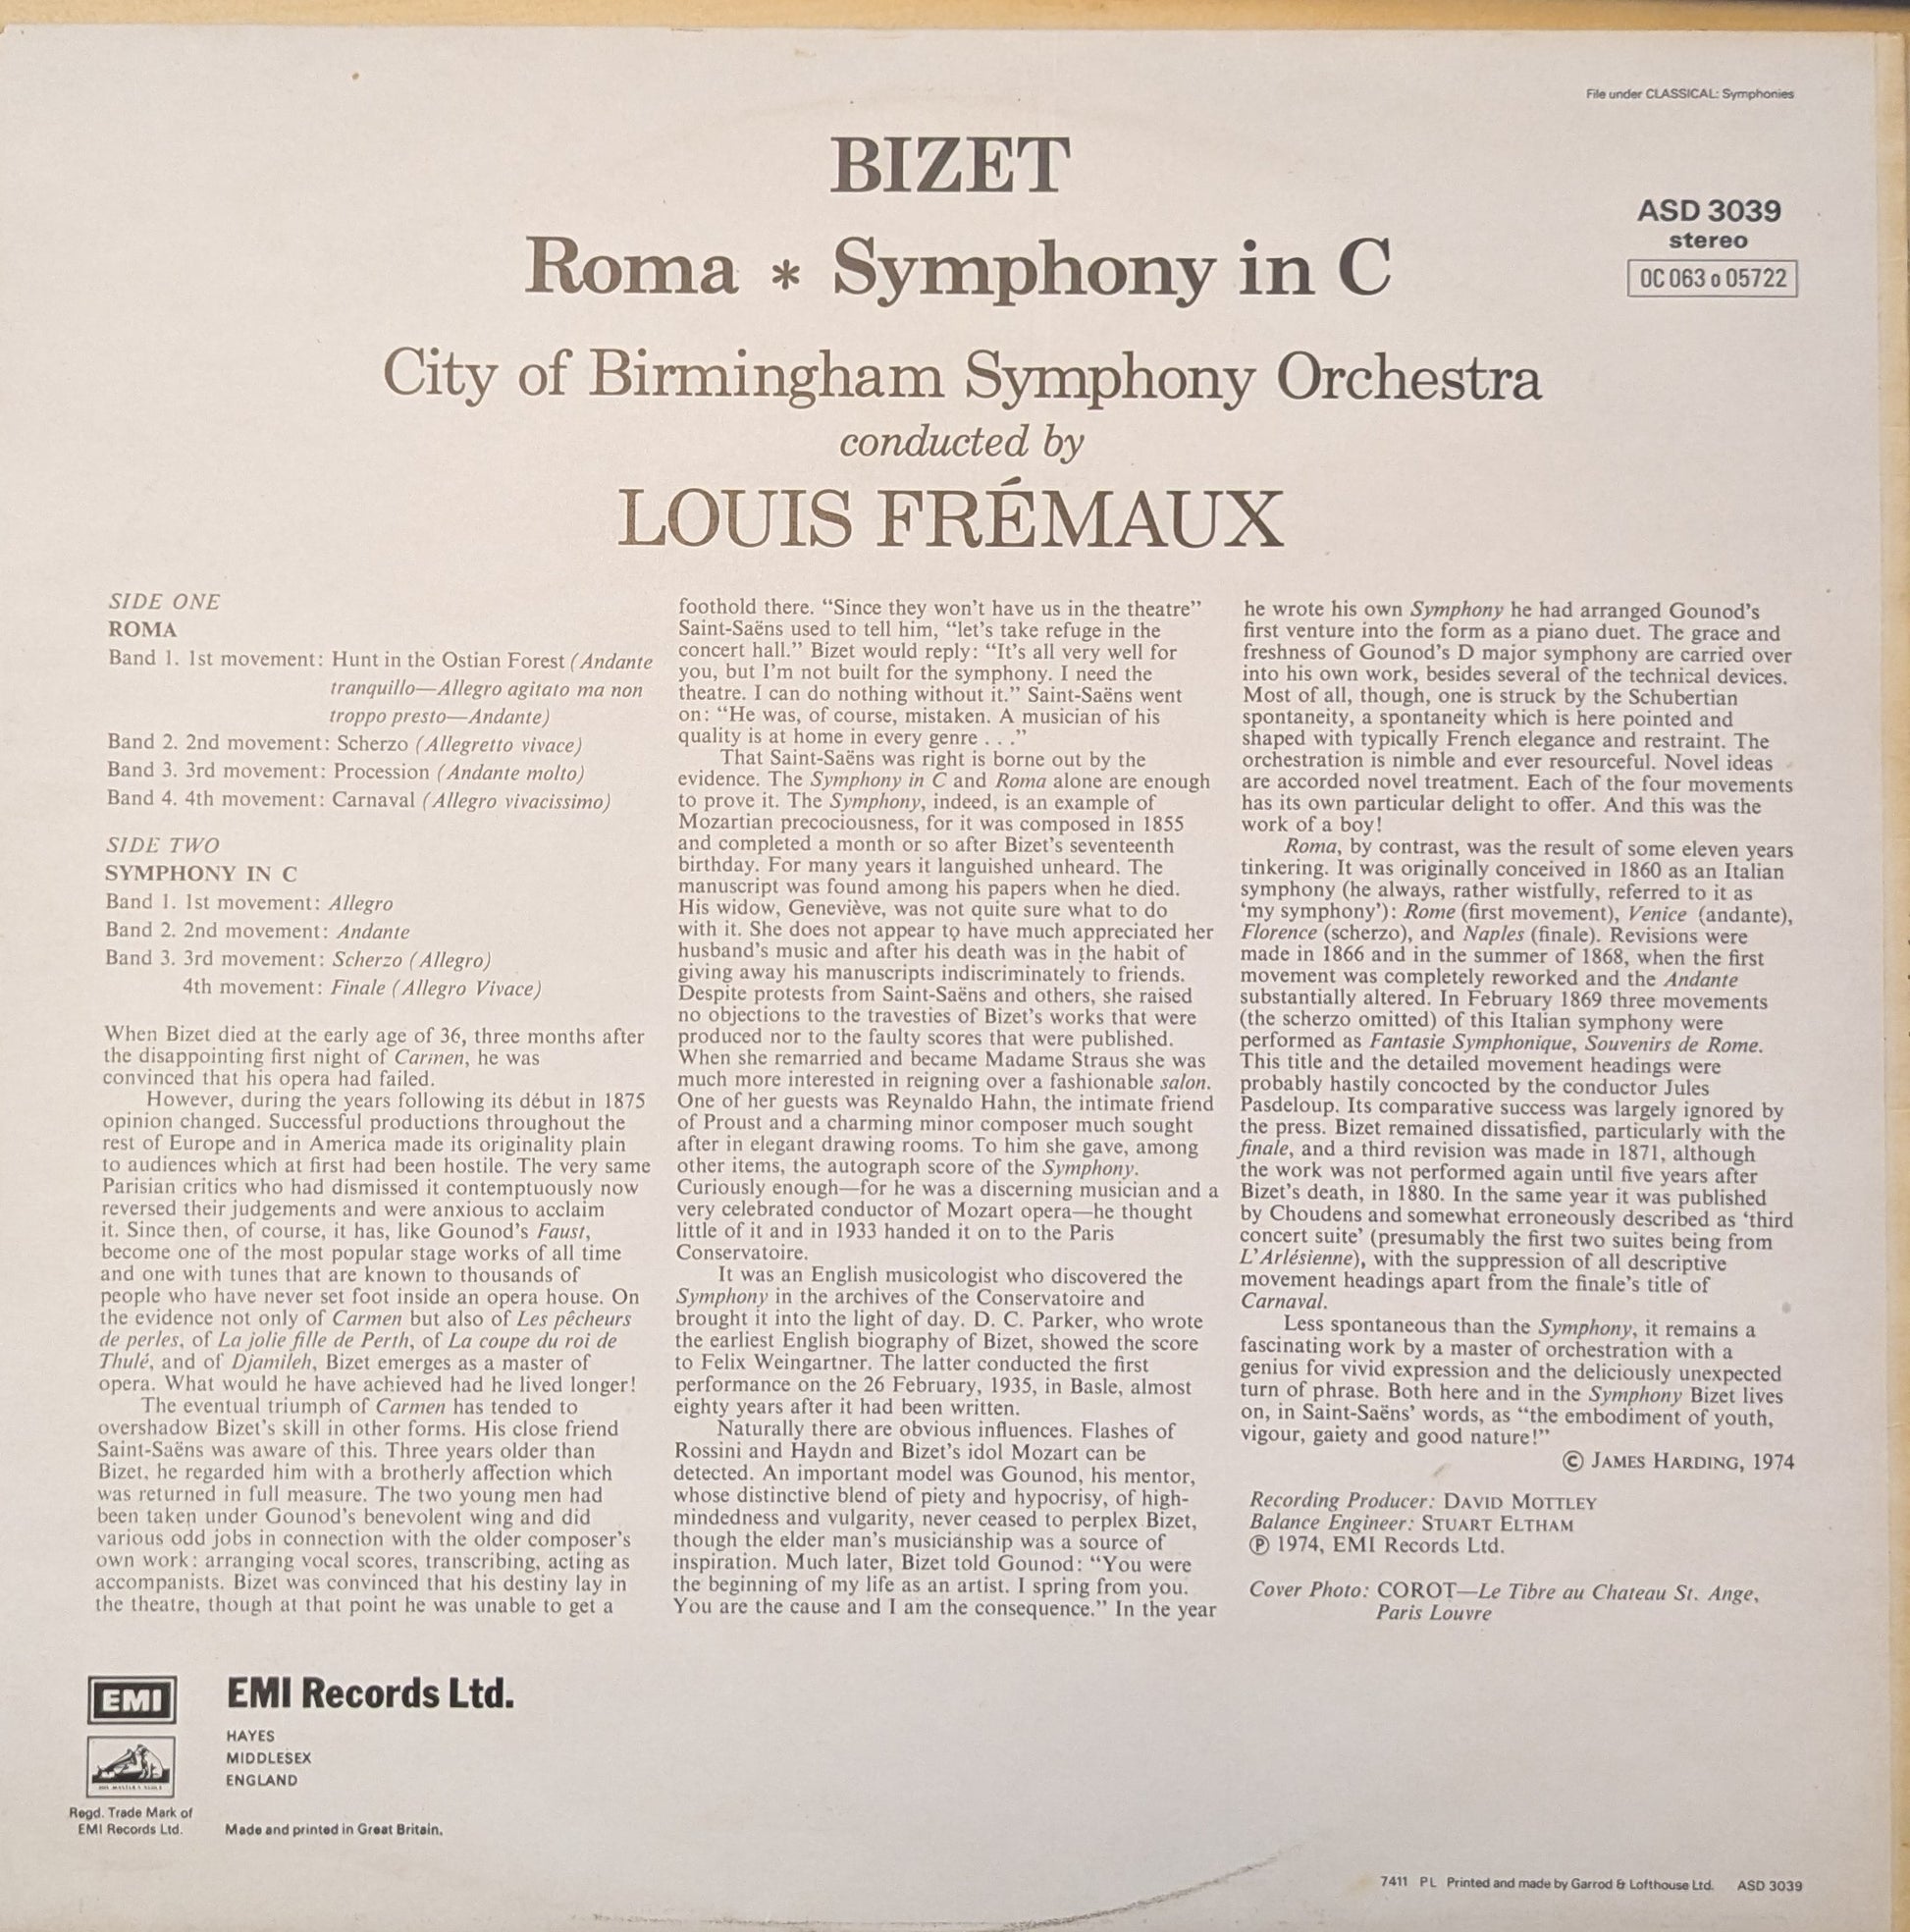 File under CLASSICAL: Symphonies
BIZET
Roma * Symphony in C
ASD 3039
stereo
OC 063 o 05722
City of Birmingham Symphony Orchestra
conducted by
LOUIS FRÉMAUX
SIDE ONE
ROMA
Band 1. 1st movement: Hunt in the Ostian Forest (Andante
tranquillo—Allegro agitato ma non
troppo presto—Andante)
Band 2. 2nd movement: Scherzo (Allegretto vivace)
Band 3. 3rd movement: Procession (Andante molto)
Band 4. 4th movement: Carnaval (Allegro vivacissimo)
SIDE TWO
SYMPHONY IN C
Band 1. 1st movement: Allegro
Band 2. 2nd movement: Andante
Band 3. 3rd movement: Scherzo (Allegro)
4th movement: Finale (Allegro Vivace)
When Bizet died at the early age of 36, three months after
the disappointing first night of Carmen, he was
convinced that his opera had failed.
However, during the years following its début in 1875
opinion changed. Successful productions throughout the
rest of Europe and in America made its originality plain
to audiences which at first had been hostile. The very same
Parisian critics who had dismissed it contemptuously now
reversed their judgements and were anxious to acclaim
it. Since then, of course, it has, like Gounod's Faust,
become one of the most popular stage works of all time
and one with tunes that are known to thousands of
people who have never set foot inside an opera house. On
the evidence not only of Carmen but also of Les pêcheurs
de perles, of La jolie fille de Perth, of La coupe du roi de
Thulé, and of Djamileh, Bizet emerges as a master of
opera. What would he have achieved had he lived longer!
The eventual triumph of Carmen has tended to
overshadow Bizet's skill in other forms. His close friend
Saint-Saëns was aware of this. Three years older than
Bizet, he regarded him with a brotherly affection which
was returned in full measure. The two young men had
been taken under Gounod's benevolent wing and did
various odd jobs in connection with the older composer's
own work: arranging vocal scores, transcribing, acting as
accompanists. Bizet was convinced that his destiny lay in
the theatre, though at that point he was unable to get a
foothold there. “Since they won't have us in the theatre”
Saint-Saëns used to tell him, “let's take refuge in the
concert hall.” Bizet would reply: “It's all very well for
you, but I'm not built for the symphony. I need the
theatre. I can do nothing without it.” Saint-Saëns went
on: “He was, of course, mistaken. A musician of his
quality is at home in every genre . . .”
That Saint-Saëns was right is borne out by the
evidence. The Symphony in C and Roma alone are enough
to prove it. The Symphony, indeed, is an example of
Mozartian precociousness, for it was composed in 1855
and completed a month or so after Bizet's seventeenth
birthday. For many years it languished unheard. The
manuscript was found among his papers when he died.
His widow, Geneviève, was not quite sure what to do
with it. She does not appear to have much appreciated her
husband's music and after his death was in the habit of
giving away his manuscripts indiscriminately to friends.
Despite protests from Saint-Saëns and others, she raised
no objections to the travesties of Bizet's works that were
produced nor to the faulty scores that were published.
When she remarried and became Madame Straus she was
much more interested in reigning over a fashionable salon.
One of her guests was Reynaldo Hahn, the intimate friend
of Proust and a charming minor composer much sought
after in elegant drawing rooms. To him she gave, among
other items, the autograph score of the Symphony.
Curiously enough—for he was a discerning musician and a
very celebrated conductor of Mozart opera—he thought
little of it and in 1933 handed it on to the Paris
Conservatoire.
It was an English musicologist who discovered the
Symphony in the archives of the Conservatoire and
brought it into the light of day. D. C. Parker, who wrote
the earliest English biography of Bizet, showed the score
to Felix Weingartner. The latter conducted the first
performance on the 26 February, 1935, in Basle, almost
eighty years after it had been written.
Naturally there are obvious influences. Flashes of
Rossini and Haydn and Bizet's idol Mozart can be
detected. An important model was Gounod, his mentor,
whose distinctive blend of piety and hypocrisy, of high-
mindedness and vulgarity, never ceased to perplex Bizet,
though the elder man's musicianship was a source of
inspiration. Much later, Bizet told Gounod: “You were
the beginning of my life as an artist. I spring from you.
You are the cause and I am the consequence.” In the year
he wrote his own Symphony he had arranged Gounod's
first venture into the form as a piano duet. The grace and
freshness of Gounod's D major symphony are carried over
into his own work, besides several of the technical devices.
Most of all, though, one is struck by the Schubertian
spontaneity, a spontaneity which is here pointed and
shaped with typically French elegance and restraint. The
orchestration is nimble and ever resourceful. Novel ideas
are accorded novel treatment. Each of the four movements
has its own particular delight to offer. And this was the
work of a boy!
Roma, by contrast, was the result of some eleven years
tinkering. It was originally conceived in 1860 as an Italian
symphony (he always, rather wistfully, referred to it as
‘my symphony’): Rome (first movement), Venice (andante),
Florence (scherzo), and Naples (finale). Revisions were
made in 1866 and in the summer of 1868, when the first
movement was completely reworked and the Andante
substantially altered. In February 1869 three movements
(the scherzo omitted) of this Italian symphony were
performed as Fantasie Symphonique, Souvenirs de Rome.
This title and the detailed movement headings were
probably hastily concocted by the conductor Jules
Pasdeloup. Its comparative success was largely ignored by
the press. Bizet remained dissatisfied, particularly with the
finale, and a third revision was made in 1871, although
the work was not performed again until five years after
Bizet's death, in 1880. In the same year it was published
by Choudens and somewhat erroneously described as ‘third
concert suite’ (presumably the first two suites being from
L'Arlésienne), with the suppression of all descriptive
movement headings apart from the finale's title of
Carnaval.
Less spontaneous than the Symphony, it remains a
fascinating work by a master of orchestration with a
genius for vivid expression and the deliciously unexpected
turn of phrase. Both here and in the Symphony Bizet lives
on, in Saint-Saëns' words, as “the embodiment of youth,
vigour, gaiety and good nature!”
© JAMES HARDING, 1974
Recording Producer: DAVID MOTTLEY
Balance Engineer: STUART ELTHAM
℗ 1974, EMI Records Ltd.
Cover Photo: COROT—Le Tibre au Chateau St. Ange,
Paris Louvre
EMI
EMI Records Ltd.
HAYES
MIDDLESEX
ENGLAND
HIS MASTER'S VOICE
Regd. Trade Mark of
EMI Records Ltd.
Made and printed in Great Britain.
7411 PL Printed and made by Garrod & Lofthouse Ltd. ASD 3039